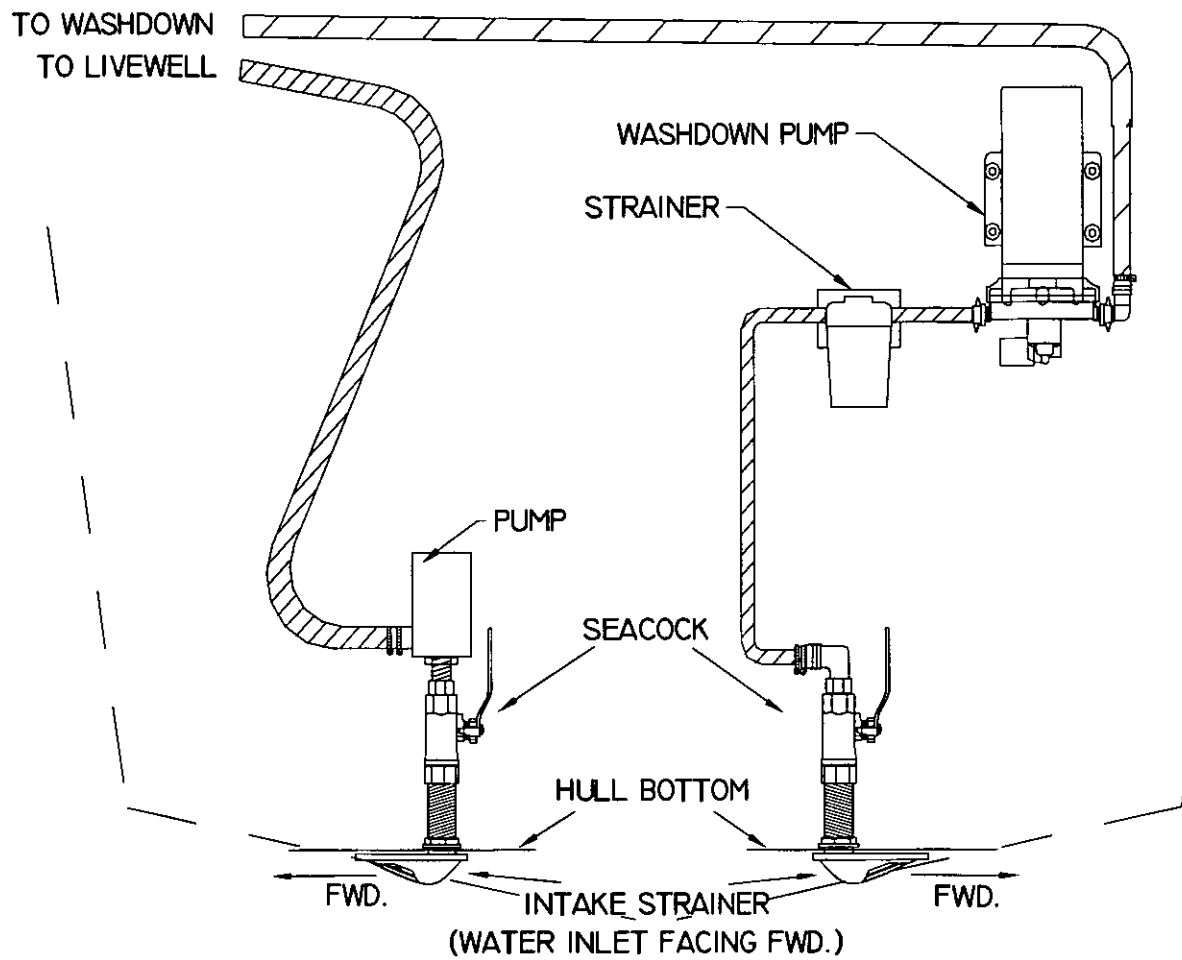 TO WASHDOWN
TO LIVEWELL
WASHDOWN PUMP
STRAINER
PUMP
SEACOCK
HULL BOTTOM
FWD.
FWD.
INTAKE STRAINER
(WATER INLET FACING FWD.)